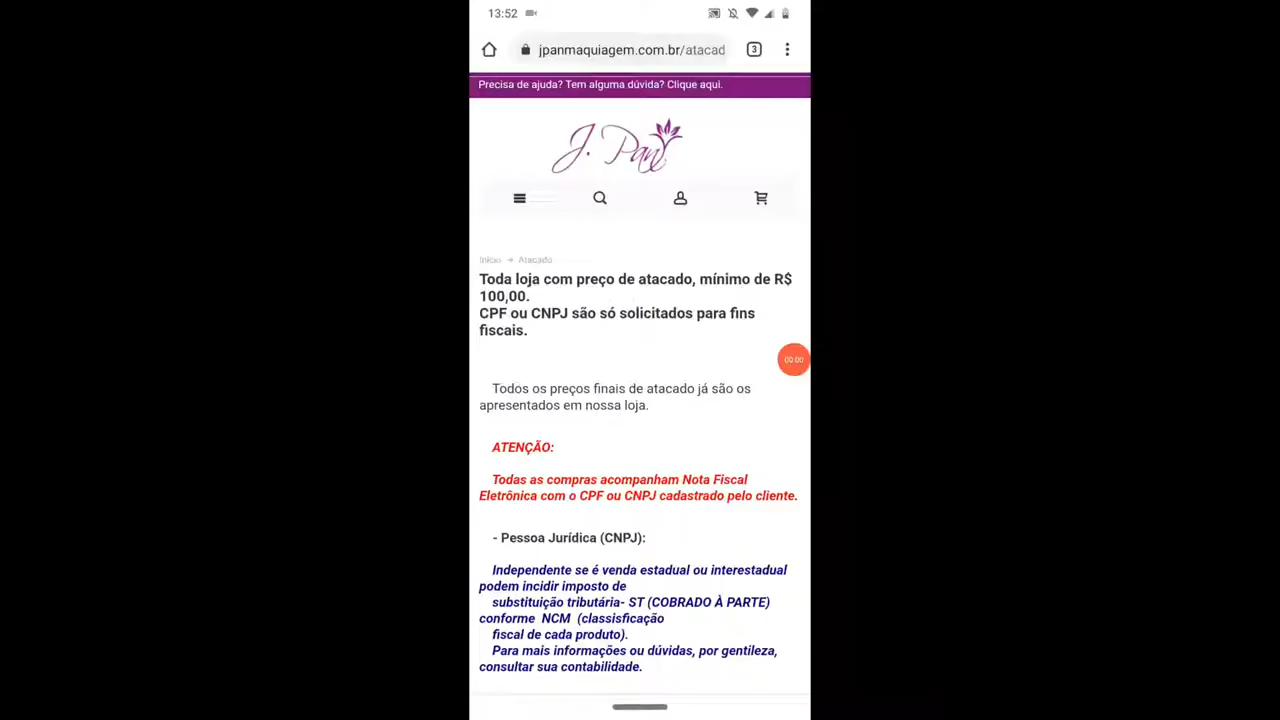 13:52
jpanmaquiagem.com.br/atacad
3
Precisa de ajuda? Tem alguma dúvida? Clique aqui.
J. Pan
Início → Atacado
Toda loja com preço de atacado, mínimo de R$
100,00.
CPF ou CNPJ são só solicitados para fins
fiscais.
00:00
Todos os preços finais de atacado já são os
apresentados em nossa loja.
ATENÇÃO:
Todas as compras acompanham Nota Fiscal
Eletrônica com o CPF ou CNPJ cadastrado pelo cliente.
- Pessoa Jurídica (CNPJ):
Independente se é venda estadual ou interestadual
podem incidir imposto de
substituição tributária- ST (COBRADO À PARTE)
conforme NCM (classisficação
fiscal de cada produto).
Para mais informações ou dúvidas, por gentileza,
consultar sua contabilidade.